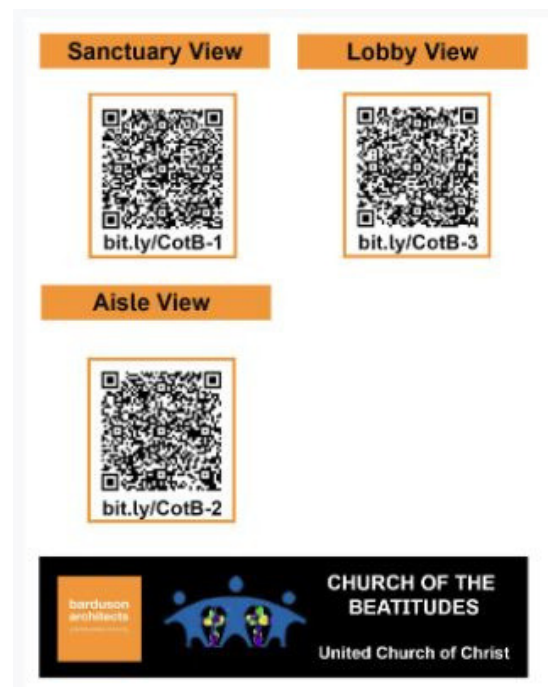 Sanctuary View
Lobby View
bit.ly/CotB-1
bit.ly/CotB-3
Aisle View
bit.ly/CotB-2
barduson
architects
CHURCH OF THE
BEATITUDES
United Church of Christ